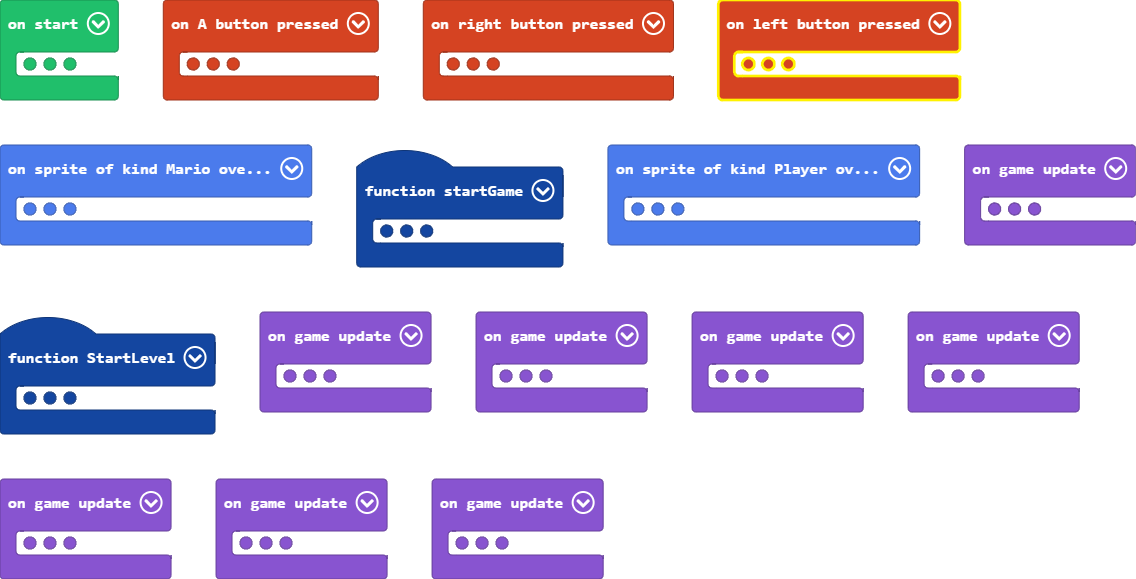 on start
on A button pressed
on right button pressed
on left button pressed
on sprite of kind Mario ove...
function startGame
on sprite of kind Player ov...
on game update
function StartLevel
on game update
on game update
on game update
on game update
on game update
on game update
on game update